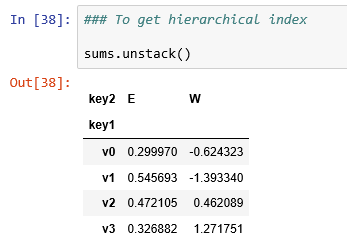 In [38]: ### To get hierarchical index
sums.unstack()
Out[38]:
key2 E W
key1
v0 0.299970 -0.624323
v1 0.545693 -1.393340
v2 0.472105 0.462089
v3 0.326882 1.271751